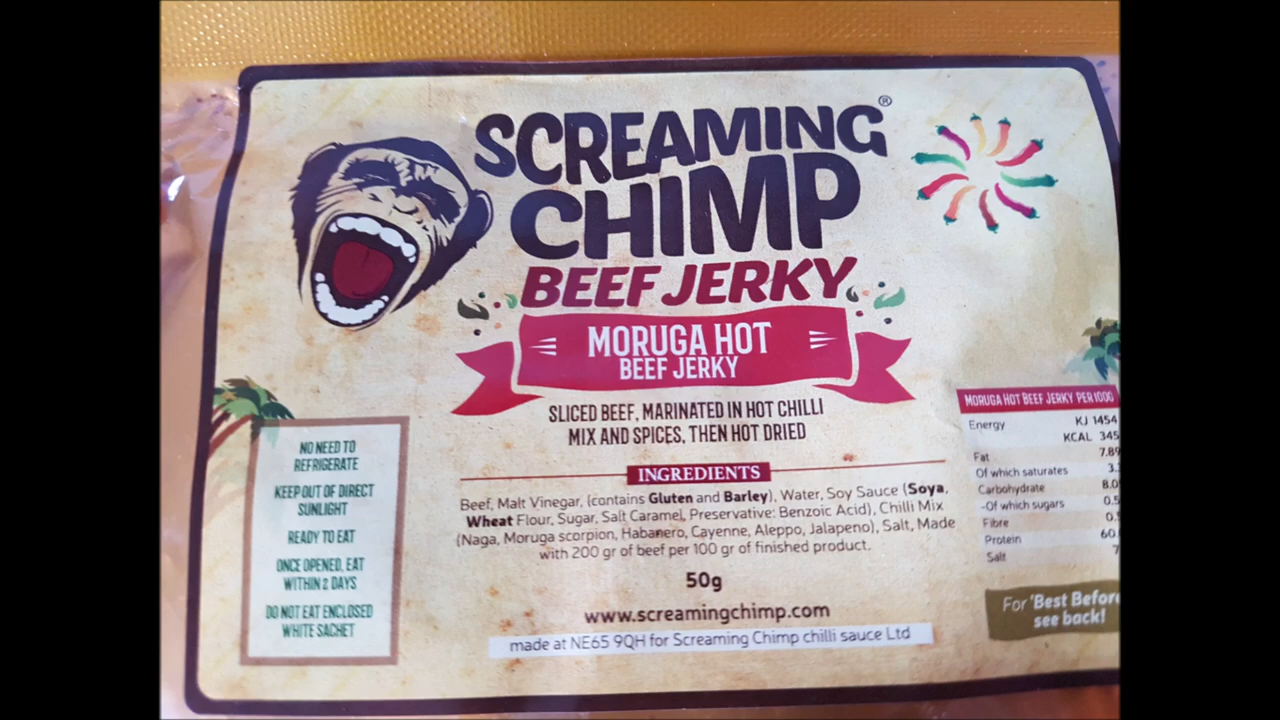 SCREAMING®
CHIMP
BEEF JERKY
MORUGA HOT
BEEF JERKY
SLICED BEEF, MARINATED IN HOT CHILLI
MIX AND SPICES, THEN HOT DRIED
INGREDIENTS
Beef, Malt Vinegar, (contains Gluten and Barley), Water, Soy Sauce (Soya,
Wheat Flour, Sugar, Salt Caramel, Preservative: Benzoic Acid), Chilli Mix
(Naga, Moruga scorpion, Habanero, Cayenne, Aleppo, Jalapeno), Salt, Made
with 200 gr of beef per 100 gr of finished product.
50g
www.screamingchimp.com
made at NE65 9QH for Screaming Chimp chilli sauce Ltd
NO NEED TO
REFRIGERATE
KEEP OUT OF DIRECT
SUNLIGHT
READY TO EAT
ONCE OPENED, EAT
WITHIN 2 DAYS
DO NOT EAT ENCLOSED
WHITE SACHET
MORUGA HOT BEEF JERKY PER 100G
Energy KJ 1454
KCAL 345
Fat 7.89
Of which saturates 3.
Carbohydrate 8.0
-Of which sugars 0.5
Fibre 0.
Protein 60.
Salt 7
For 'Best Before
see back!